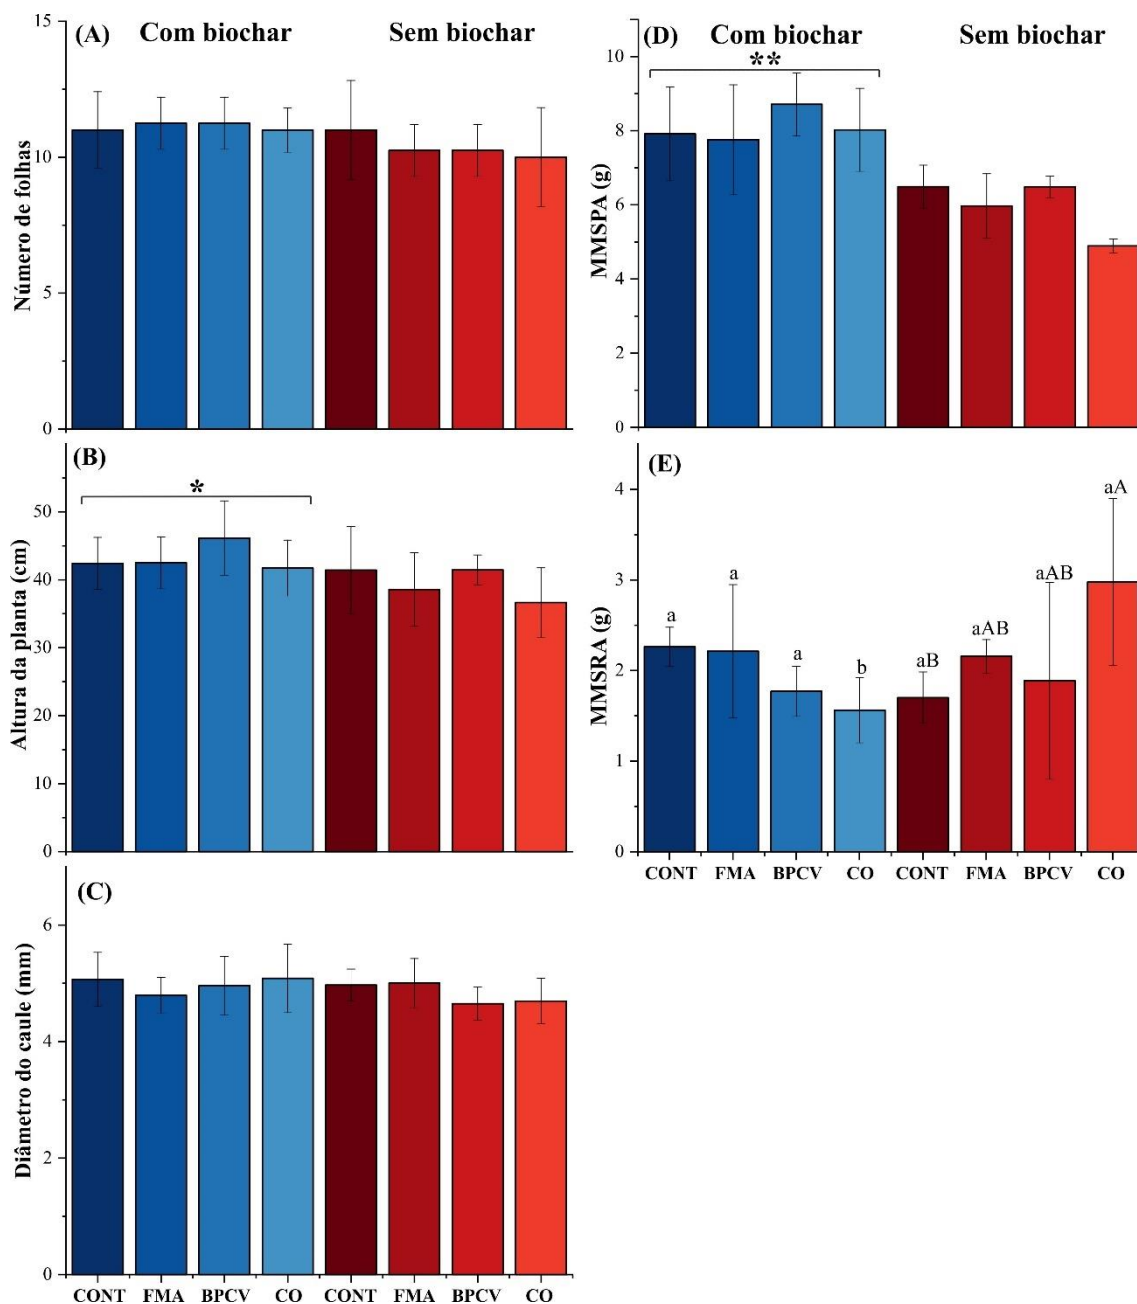 (A) Com biochar Sem biochar
Número de folhas
15
10
5
0
(B)
*
Altura da planta (cm)
50
40
30
20
10
0
(C)
Diâmetro do caule (mm)
6
4
2
0
CONT FMA BPCV CO CONT FMA BPCV CO
(D) Com biochar Sem biochar
**
MMSPA (g)
10
8
6
4
2
0
(E)
MMSRA (g)
4
3
2
1
0
a a a b aB aAB aAB aA
CONT FMA BPCV CO CONT FMA BPCV CO